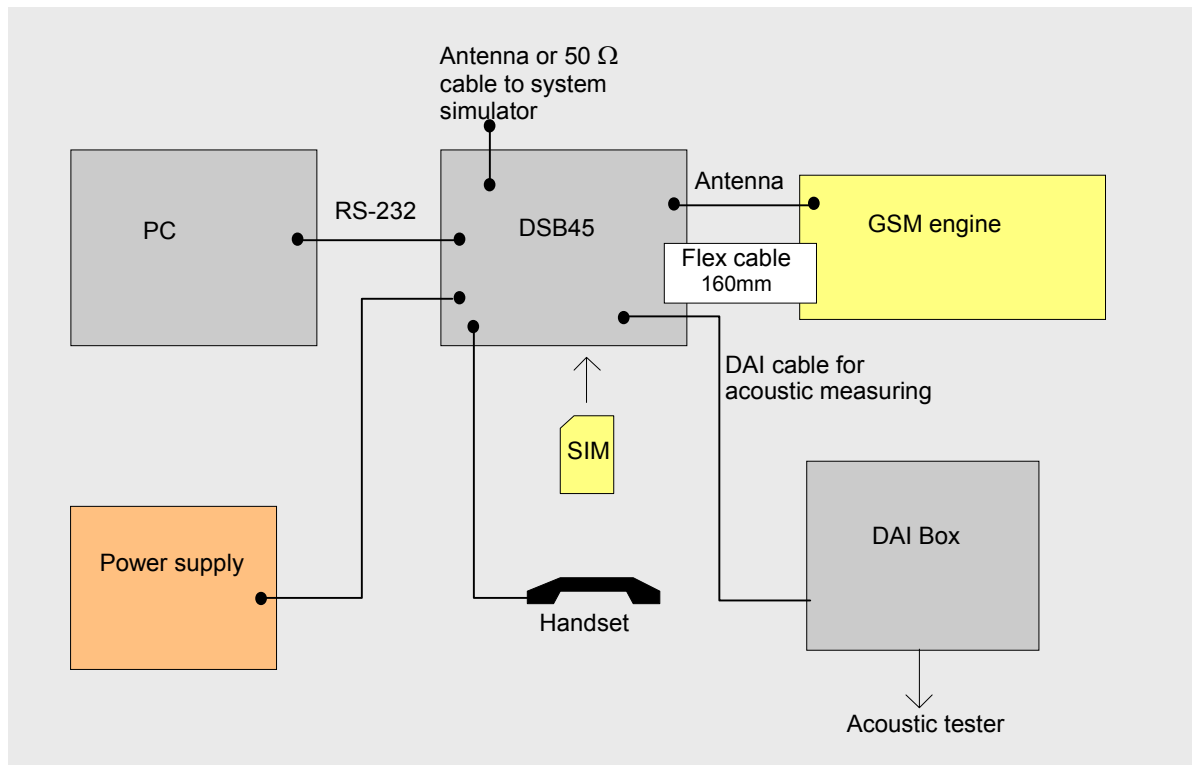 Antenna or 50 Ω
cable to system
simulator
PC
RS-232
DSB45
Antenna
GSM engine
Flex cable
160mm
DAI cable for
acoustic measuring
SIM
Power supply
Handset
DAI Box
Acoustic tester